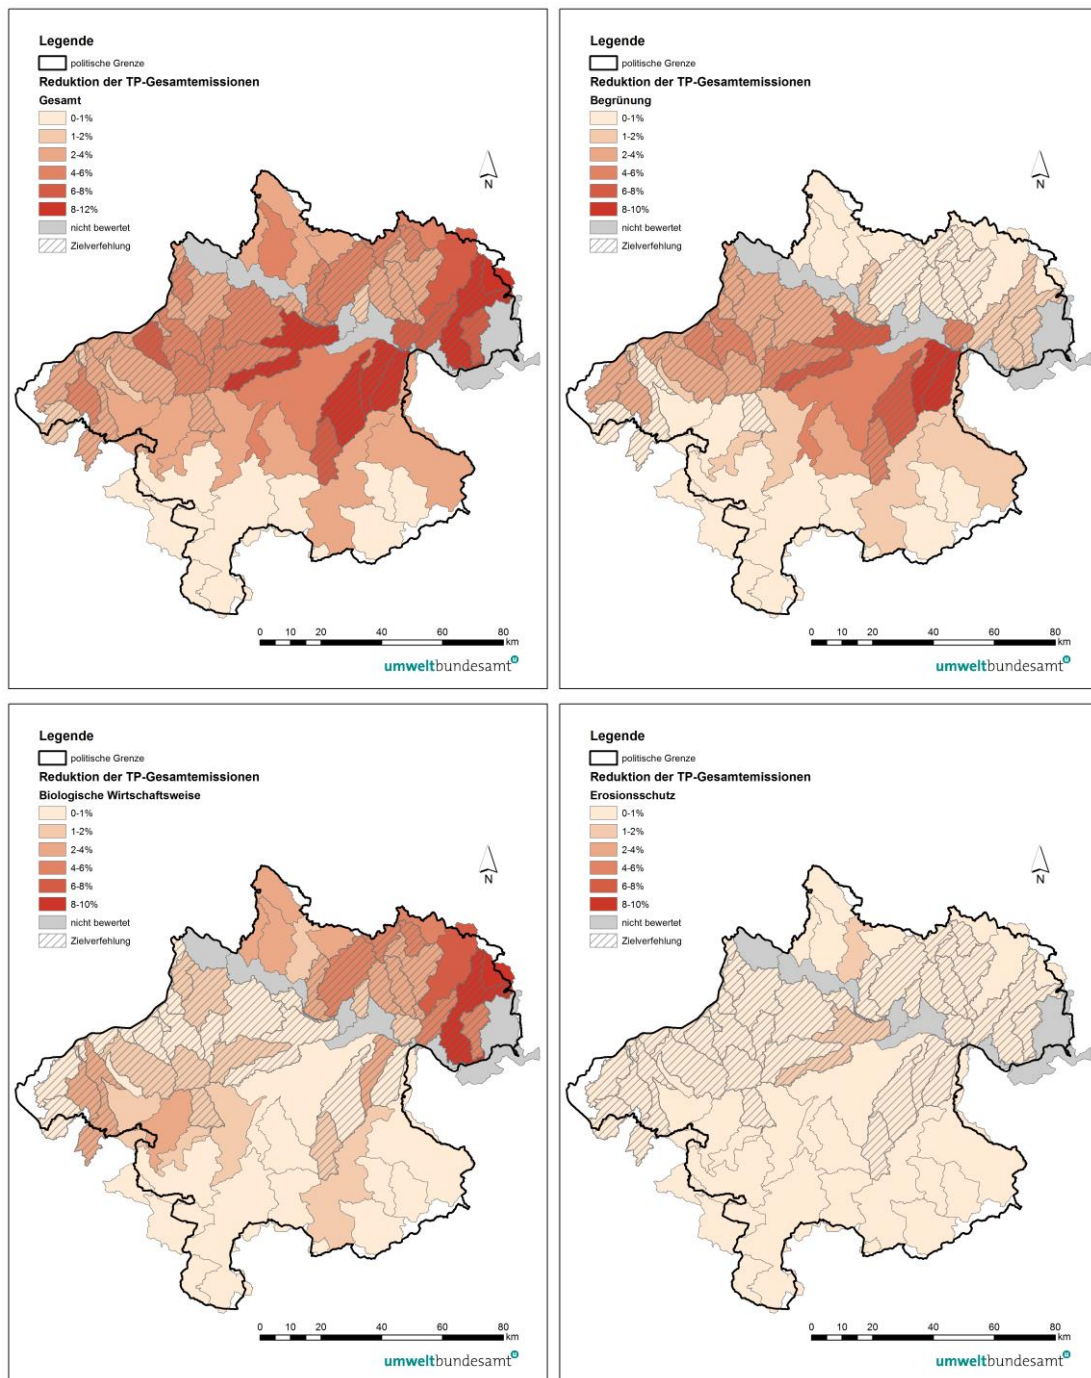 Legende
politische Grenze
Reduktion der TP-Gesamtemissionen
Gesamt
0-1%
1-2%
2-4%
4-6%
6-8%
8-12%
nicht bewertet
Zielverfehlung
N
0 10 20 40 60 80
km
umweltbundesamt
Legende
politische Grenze
Reduktion der TP-Gesamtemissionen
Begrünung
0-1%
1-2%
2-4%
4-6%
6-8%
8-10%
nicht bewertet
Zielverfehlung
N
0 10 20 40 60 80
km
umweltbundesamt
Legende
politische Grenze
Reduktion der TP-Gesamtemissionen
Biologische Wirtschaftsweise
0-1%
1-2%
2-4%
4-6%
6-8%
8-10%
nicht bewertet
Zielverfehlung
N
0 10 20 40 60 80
km
umweltbundesamt
Legende
politische Grenze
Reduktion der TP-Gesamtemissionen
Erosionsschutz
0-1%
1-2%
2-4%
4-6%
6-8%
8-10%
nicht bewertet
Zielverfehlung
N
0 10 20 40 60 80
km
umweltbundesamt